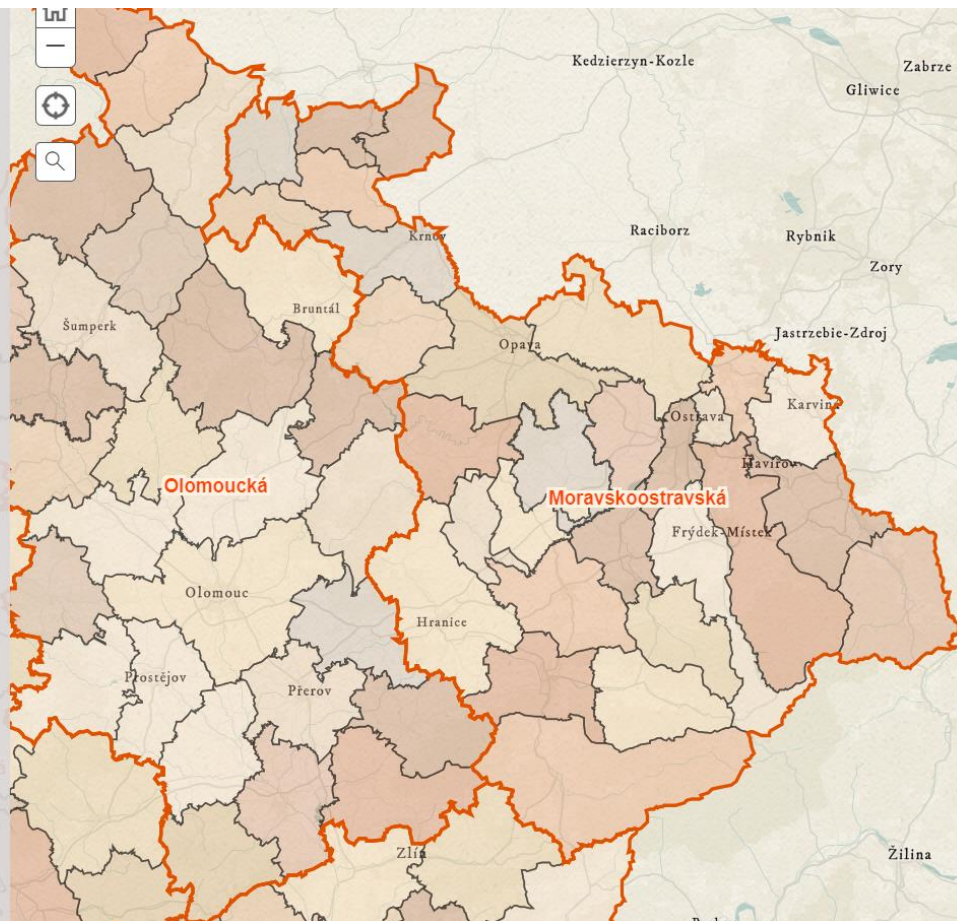 Kedzierzyn-Kozle
Zabrze
Gliwice
Krnov
Raciborz
Rybnik
Zory
Bruntál
Šumperk
Opava
Jastrzebie-Zdroj
Ostrava
Karviná
Havířov
Olomoucká
Moravskoostravská
Frýdek-Místek
Olomouc
Hranice
Prostějov
Přerov
Zlín
Žilina